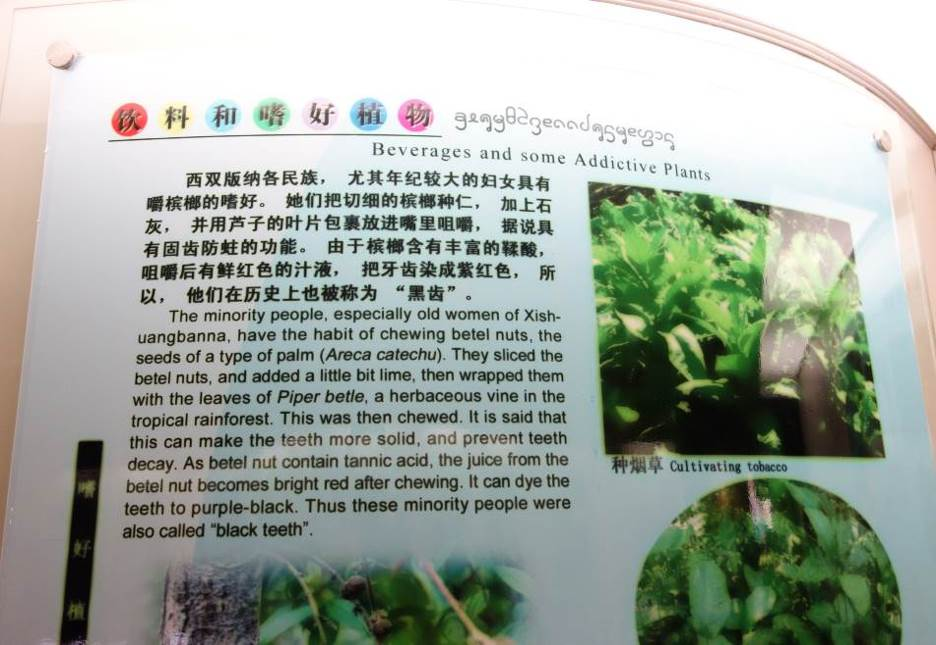 饮料和嗜好植物
Beverages and some Addictive Plants
西双版纳各民族， 尤其年纪较大的妇女具有
嚼槟榔的嗜好。 她们把切细的槟榔种仁， 加上石
灰， 并用芦子的叶片包裹放进嘴里咀嚼， 据说具
有固齿防蛀的功能。 由于槟榔含有丰富的鞣酸，
咀嚼后有鲜红色的汁液， 把牙齿染成紫红色， 所
以， 他们在历史上也被称为 “黑齿”。
The minority people, especially old women of Xish-
uangbanna, have the habit of chewing betel nuts, the
seeds of a type of palm (Areca catechu). They sliced the
betel nuts, and added a little bit lime, then wrapped them
with the leaves of Piper betle, a herbaceous vine in the
tropical rainforest. This was then chewed. It is said that
this can make the teeth more solid, and prevent teeth
decay. As betel nut contain tannic acid, the juice from the
betel nut becomes bright red after chewing. It can dye the
teeth to purple-black. Thus these minority people were
also called “black teeth”.
种烟草 Cultivating tobacco
嗜
好
植